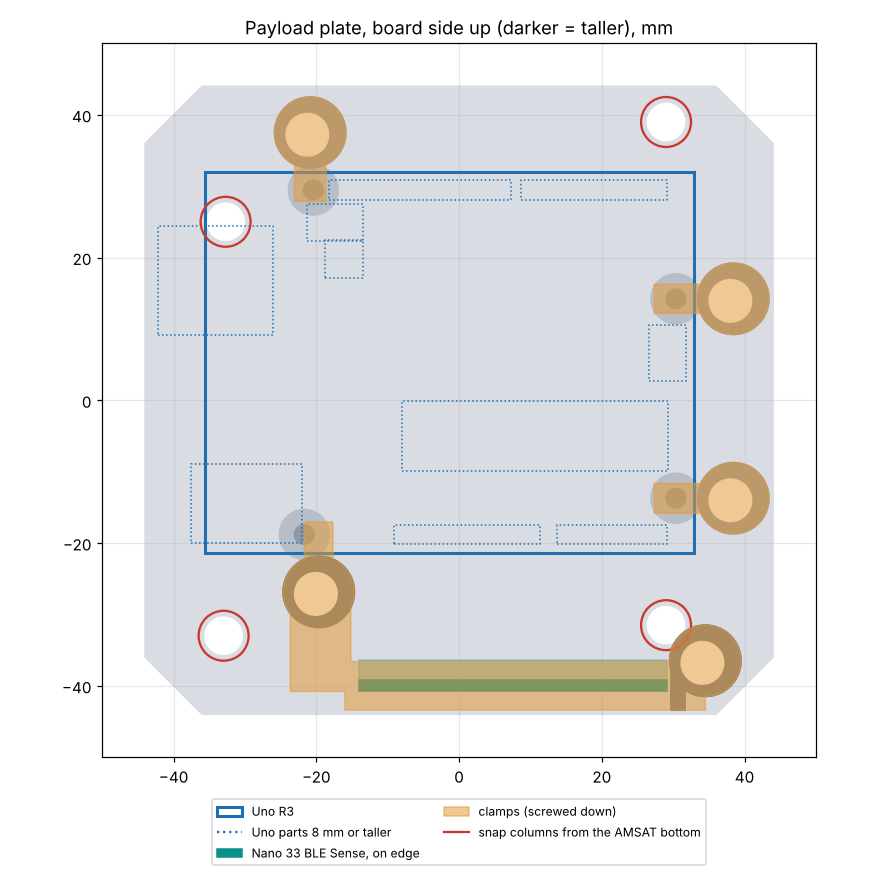 Payload plate, board side up (darker = taller), mm
40
20
0
−20
−40
−40
−20
0
20
40
Uno R3
Uno parts 8 mm or taller
Nano 33 BLE Sense, on edge
clamps (screwed down)
snap columns from the AMSAT bottom